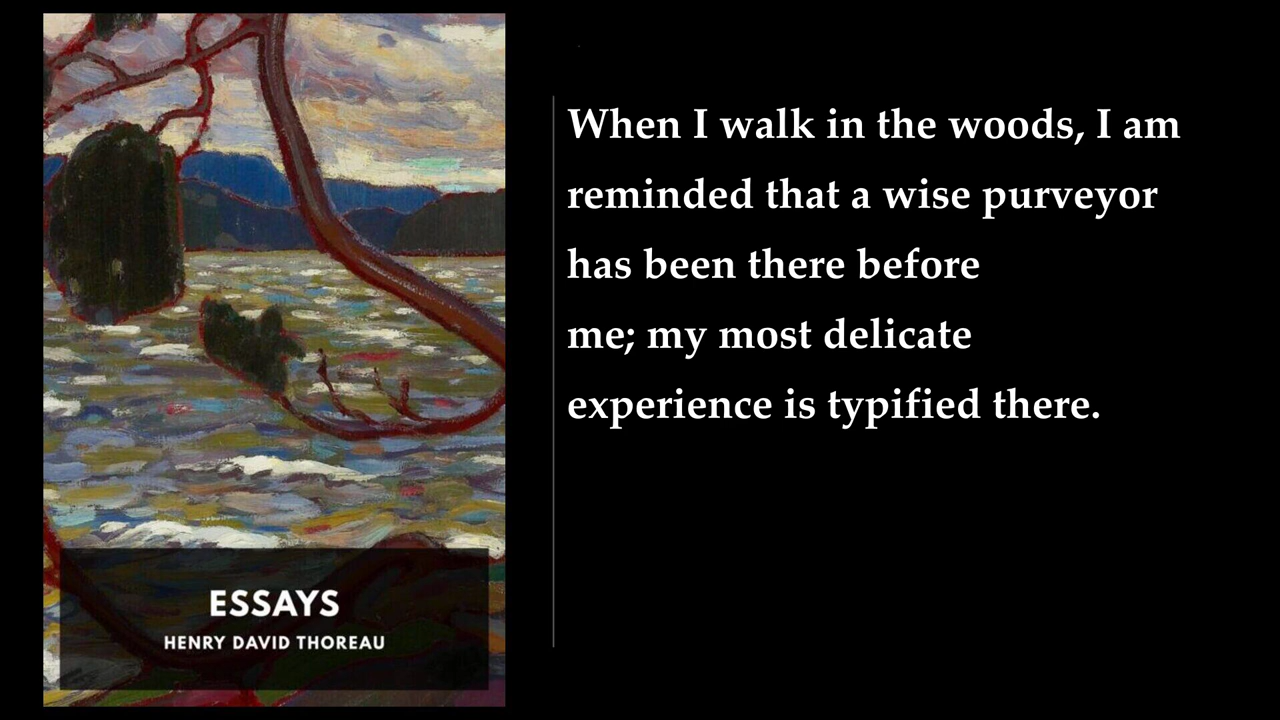 When I walk in the woods, I am
reminded that a wise purveyor
has been there before
me; my most delicate
experience is typified there.
ESSAYS
HENRY DAVID THOREAU